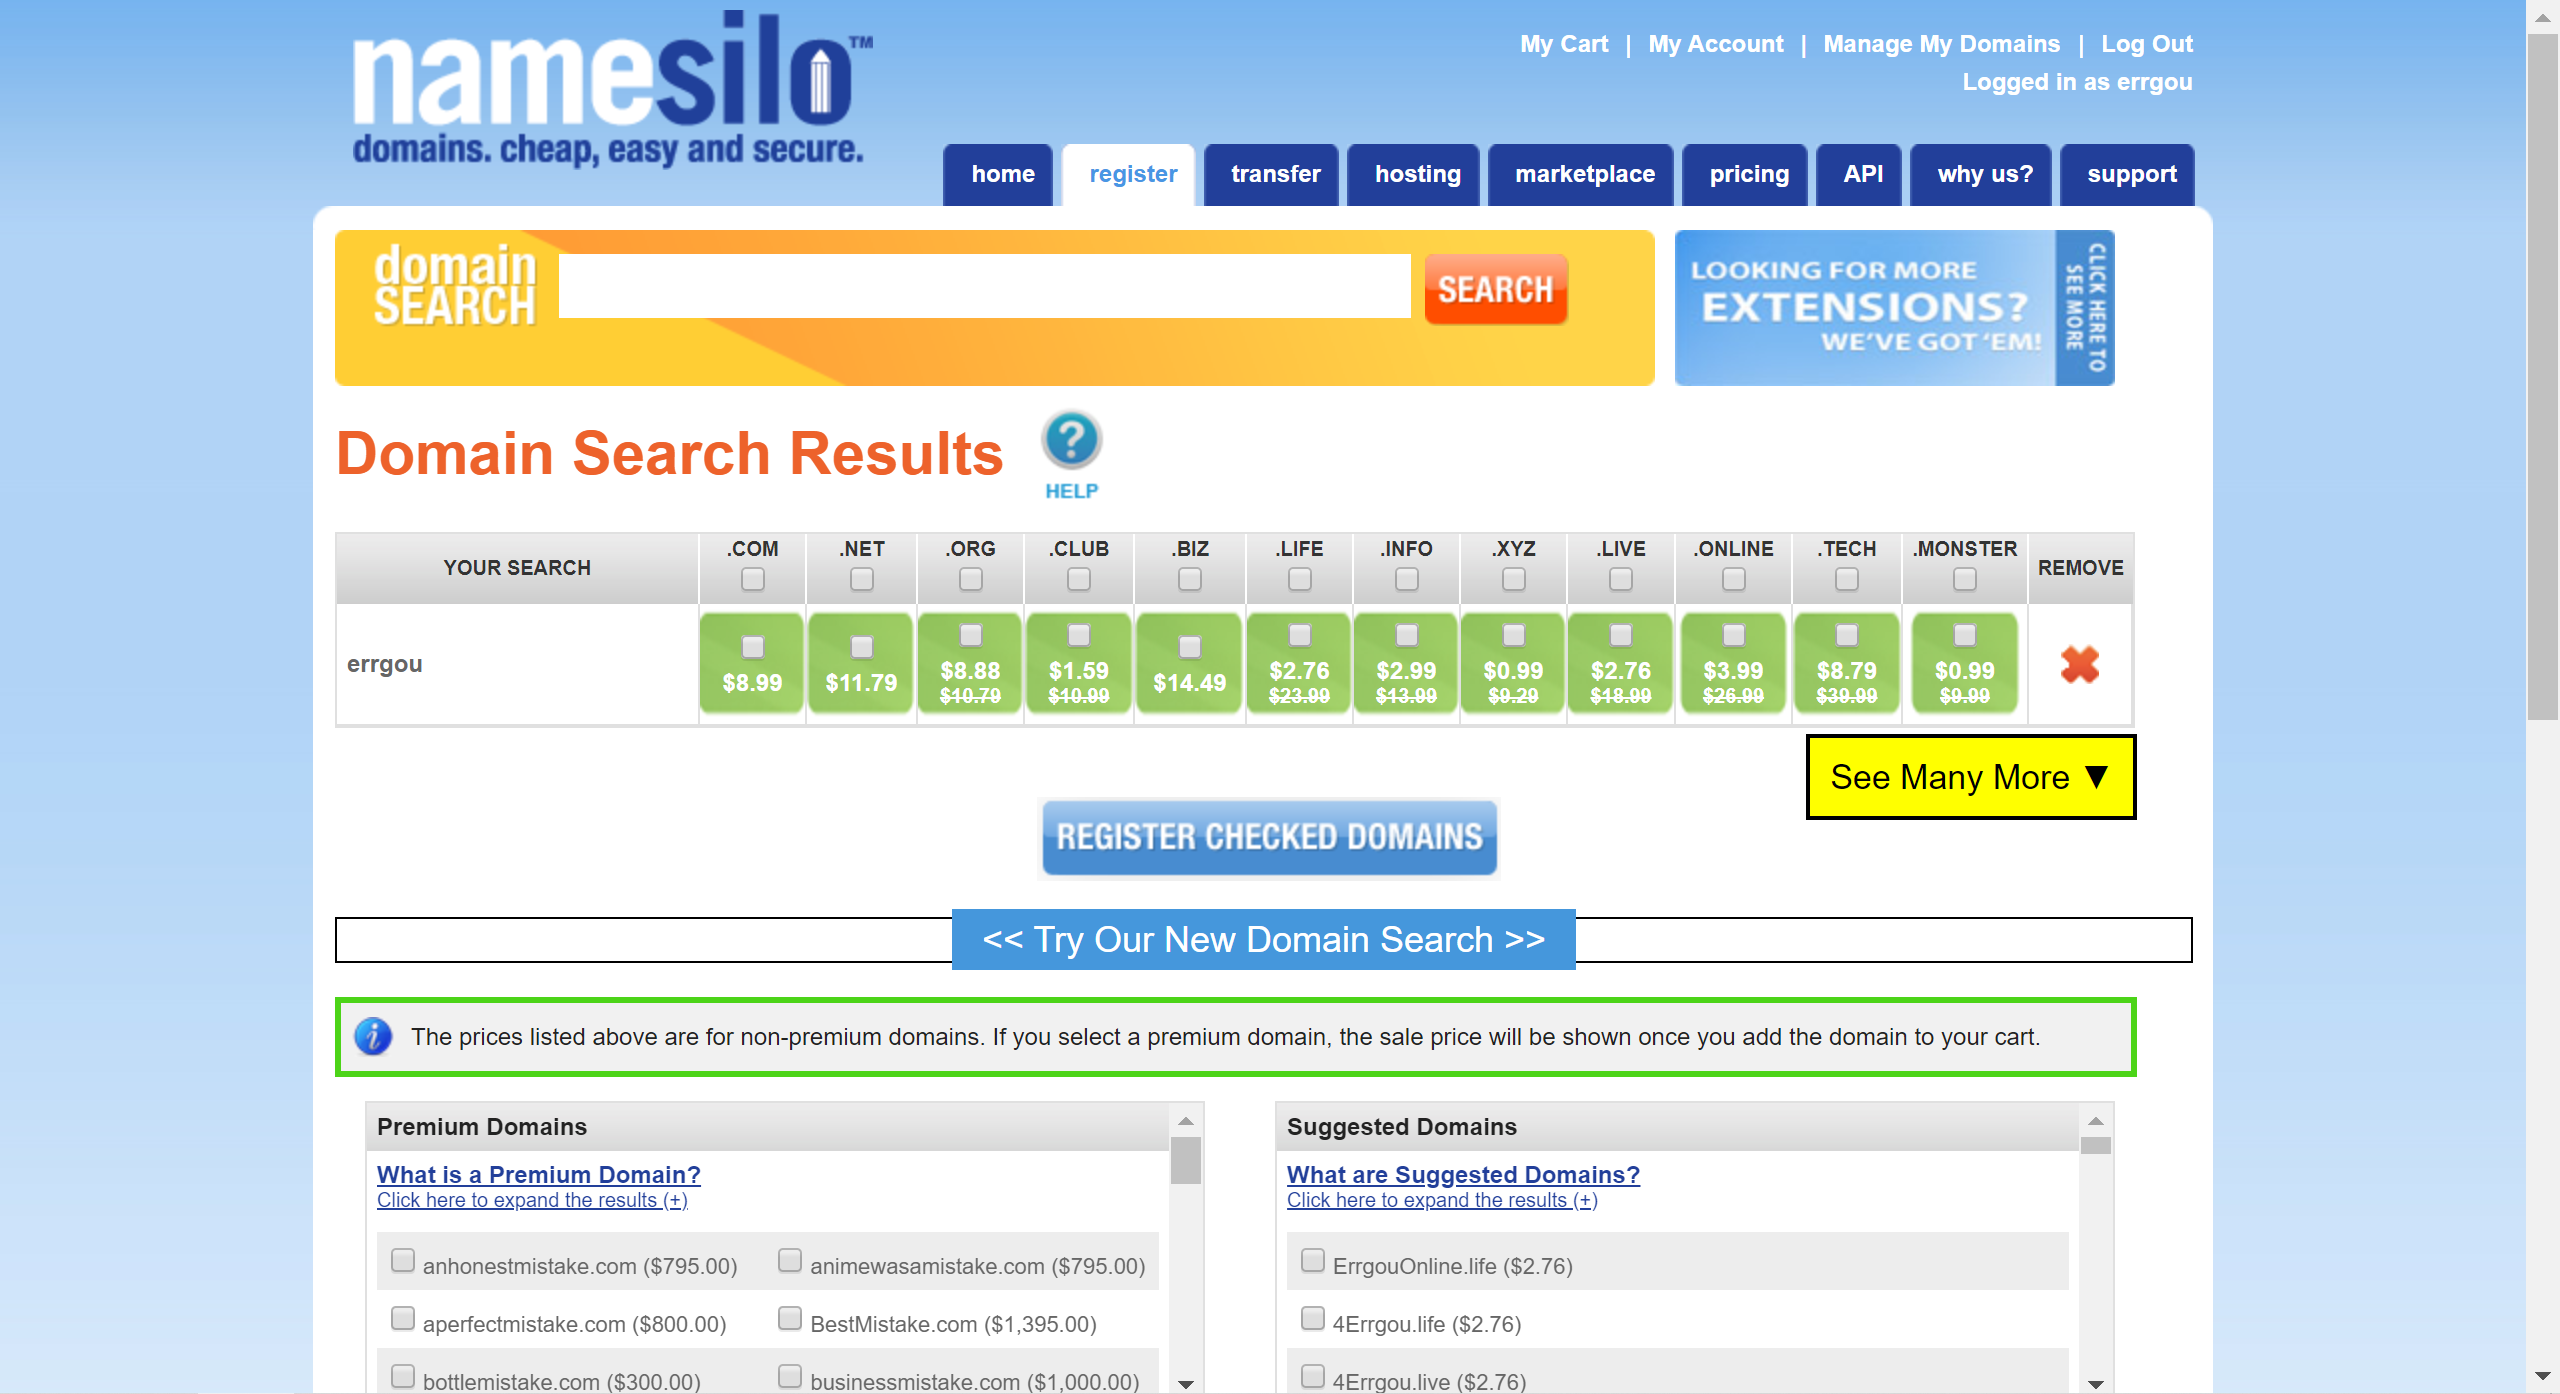 namesilo™
domains. cheap, easy and secure.
My Cart | My Account | Manage My Domains | Log Out
Logged in as errgou
home register transfer hosting marketplace pricing API why us? support
domain
SEARCH
SEARCH
LOOKING FOR MORE
EXTENSIONS?
WE'VE GOT 'EM!
CLICK HERE TO
SEE MORE
Domain Search Results
?
HELP
YOUR SEARCH .COM .NET .ORG .CLUB .BIZ .LIFE .INFO .XYZ .LIVE .ONLINE .TECH .MONSTER REMOVE
errgou $8.99 $11.79 $8.88 $1.59 $14.49 $2.76 $2.99 $0.99 $2.76 $3.99 $8.79 $0.99
$10.79 $10.99 $23.99 $13.99 $9.29 $18.99 $26.99 $39.99 $9.99
See Many More ▼
REGISTER CHECKED DOMAINS
<< Try Our New Domain Search >>
i The prices listed above are for non-premium domains. If you select a premium domain, the sale price will be shown once you add the domain to your cart.
Premium Domains
What is a Premium Domain?
Click here to expand the results (+)
anhonestmistake.com ($795.00) animewasamistake.com ($795.00)
aperfectmistake.com ($800.00) BestMistake.com ($1,395.00)
bottlemistake.com ($300.00) businessmistake.com ($1,000.00)
Suggested Domains
What are Suggested Domains?
Click here to expand the results (+)
ErrgouOnline.life ($2.76)
4Errgou.life ($2.76)
4Errgou.live ($2.76)